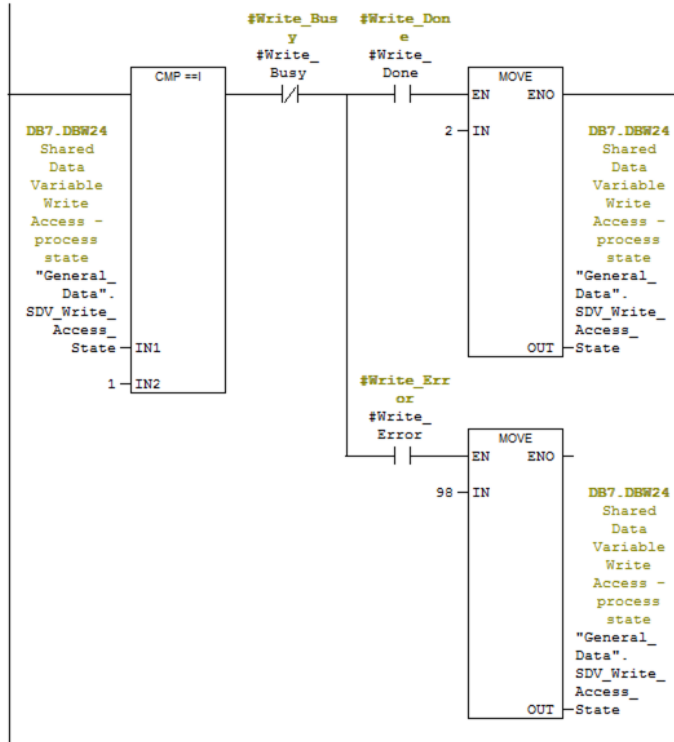 #Write_Bus
y
#Write_
Busy
#Write_Don
e
#Write_
Done
CMP ==I
MOVE
EN ENO
2 IN
DB7.DBW24
Shared
Data
Variable
Write
Access -
process
state
"General_
Data".
SDV_Write_
Access_
State IN1
1 IN2
DB7.DBW24
Shared
Data
Variable
Write
Access -
process
state
"General_
Data".
SDV_Write_
Access_
OUT State
#Write_Err
or
#Write_
Error
MOVE
EN ENO
98 IN
DB7.DBW24
Shared
Data
Variable
Write
Access -
process
state
"General_
Data".
SDV_Write_
Access_
OUT State